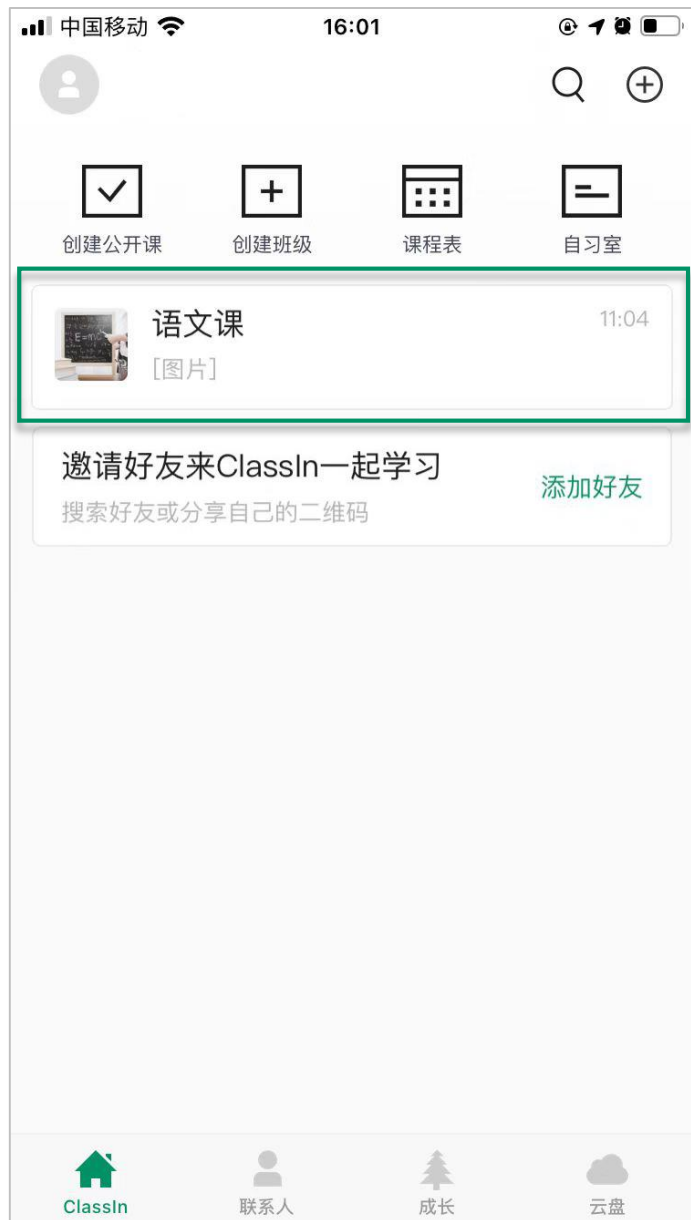 中国移动 16:01
创建公开课 创建班级 课程表 自习室
语文课 11:04
[图片]
邀请好友来ClassIn一起学习
搜索好友或分享自己的二维码
添加好友
ClassIn 联系人 成长 云盘